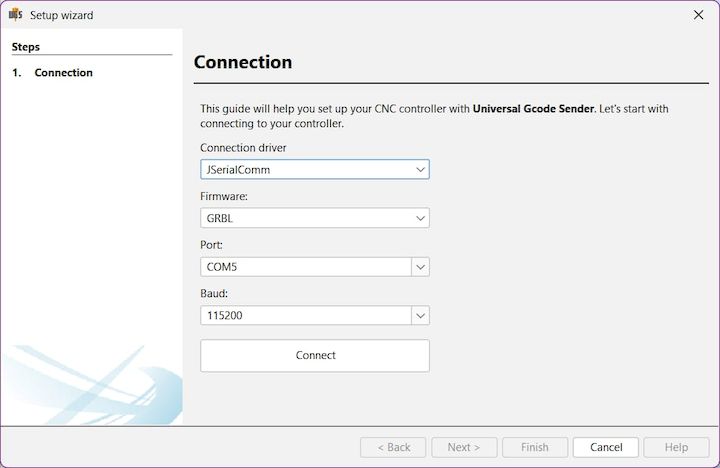 Setup wizard
Steps
1. Connection
Connection
This guide will help you set up your CNC controller with Universal Gcode Sender. Let's start with
connecting to your controller.
Connection driver
JSerialComm
Firmware:
GRBL
Port:
COM5
Baud:
115200
Connect
< Back
Next >
Finish
Cancel
Help